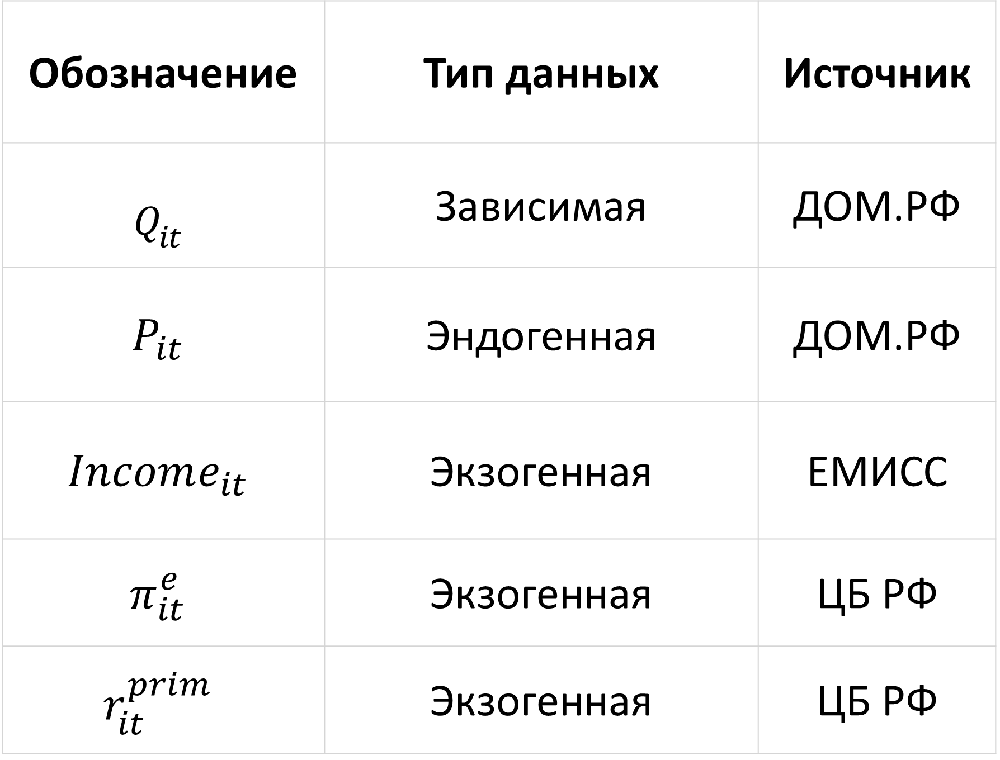 Обозначение Тип данных Источник
Q_{it} Зависимая ДОМ.РФ
P_{it} Эндогенная ДОМ.РФ
Income_{it} Экзогенная ЕМИСС
π_{it}^{e} Экзогенная ЦБ РФ
r_{it}^{prim} Экзогенная ЦБ РФ